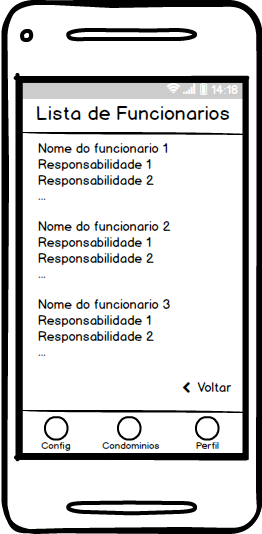 14:18
Lista de Funcionarios
Nome do funcionario 1
Responsabilidade 1
Responsabilidade 2
...
Nome do funcionario 2
Responsabilidade 1
Responsabilidade 2
...
Nome do funcionario 3
Responsabilidade 1
Responsabilidade 2
...
Voltar
Config Condominios Perfil